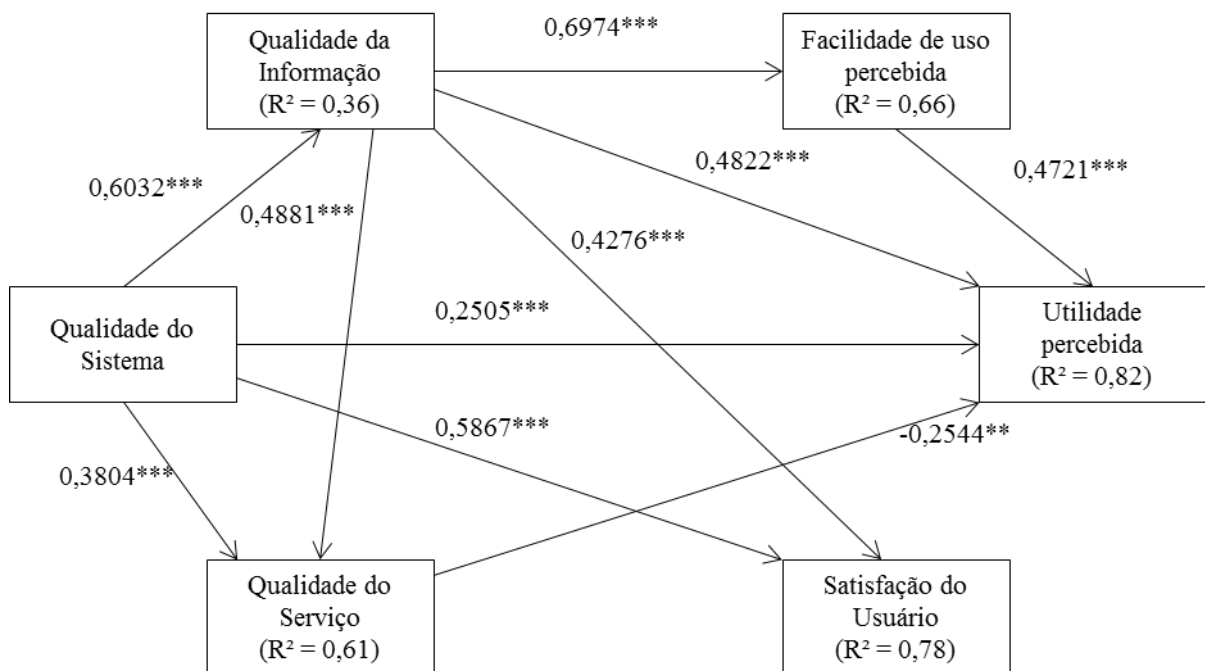 Qualidade da
Informação
(R² = 0,36)
0,6974***
Facilidade de uso
percebida
(R² = 0,66)
0,6032***
0,4881***
0,4822***
0,4721***
0,4276***
Qualidade do
Sistema
0,2505***
Utilidade
percebida
(R² = 0,82)
0,5867***
-0,2544**
0,3804***
Qualidade do
Serviço
(R² = 0,61)
Satisfação do
Usuário
(R² = 0,78)